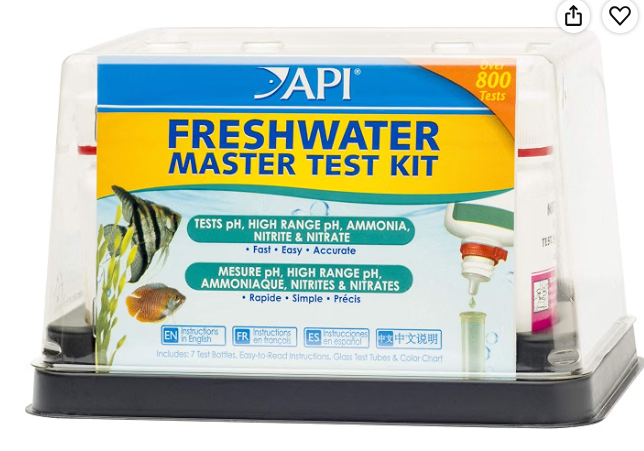 API®
Over
800
Tests
FRESHWATER
MASTER TEST KIT
TESTS pH, HIGH RANGE pH, AMMONIA,
NITRITE & NITRATE
• Fast • Easy • Accurate
MESURE pH, HIGH RANGE pH,
AMMONIAQUE, NITRITES & NITRATES
• Rapide • Simple • Précis
EN Instructions
in English
FR Instructions
en français
ES Instrucciones
en español
中文 中文说明
Includes: 7 Test Bottles, Easy-to-Read Instructions, Glass Test Tubes & Color Chart